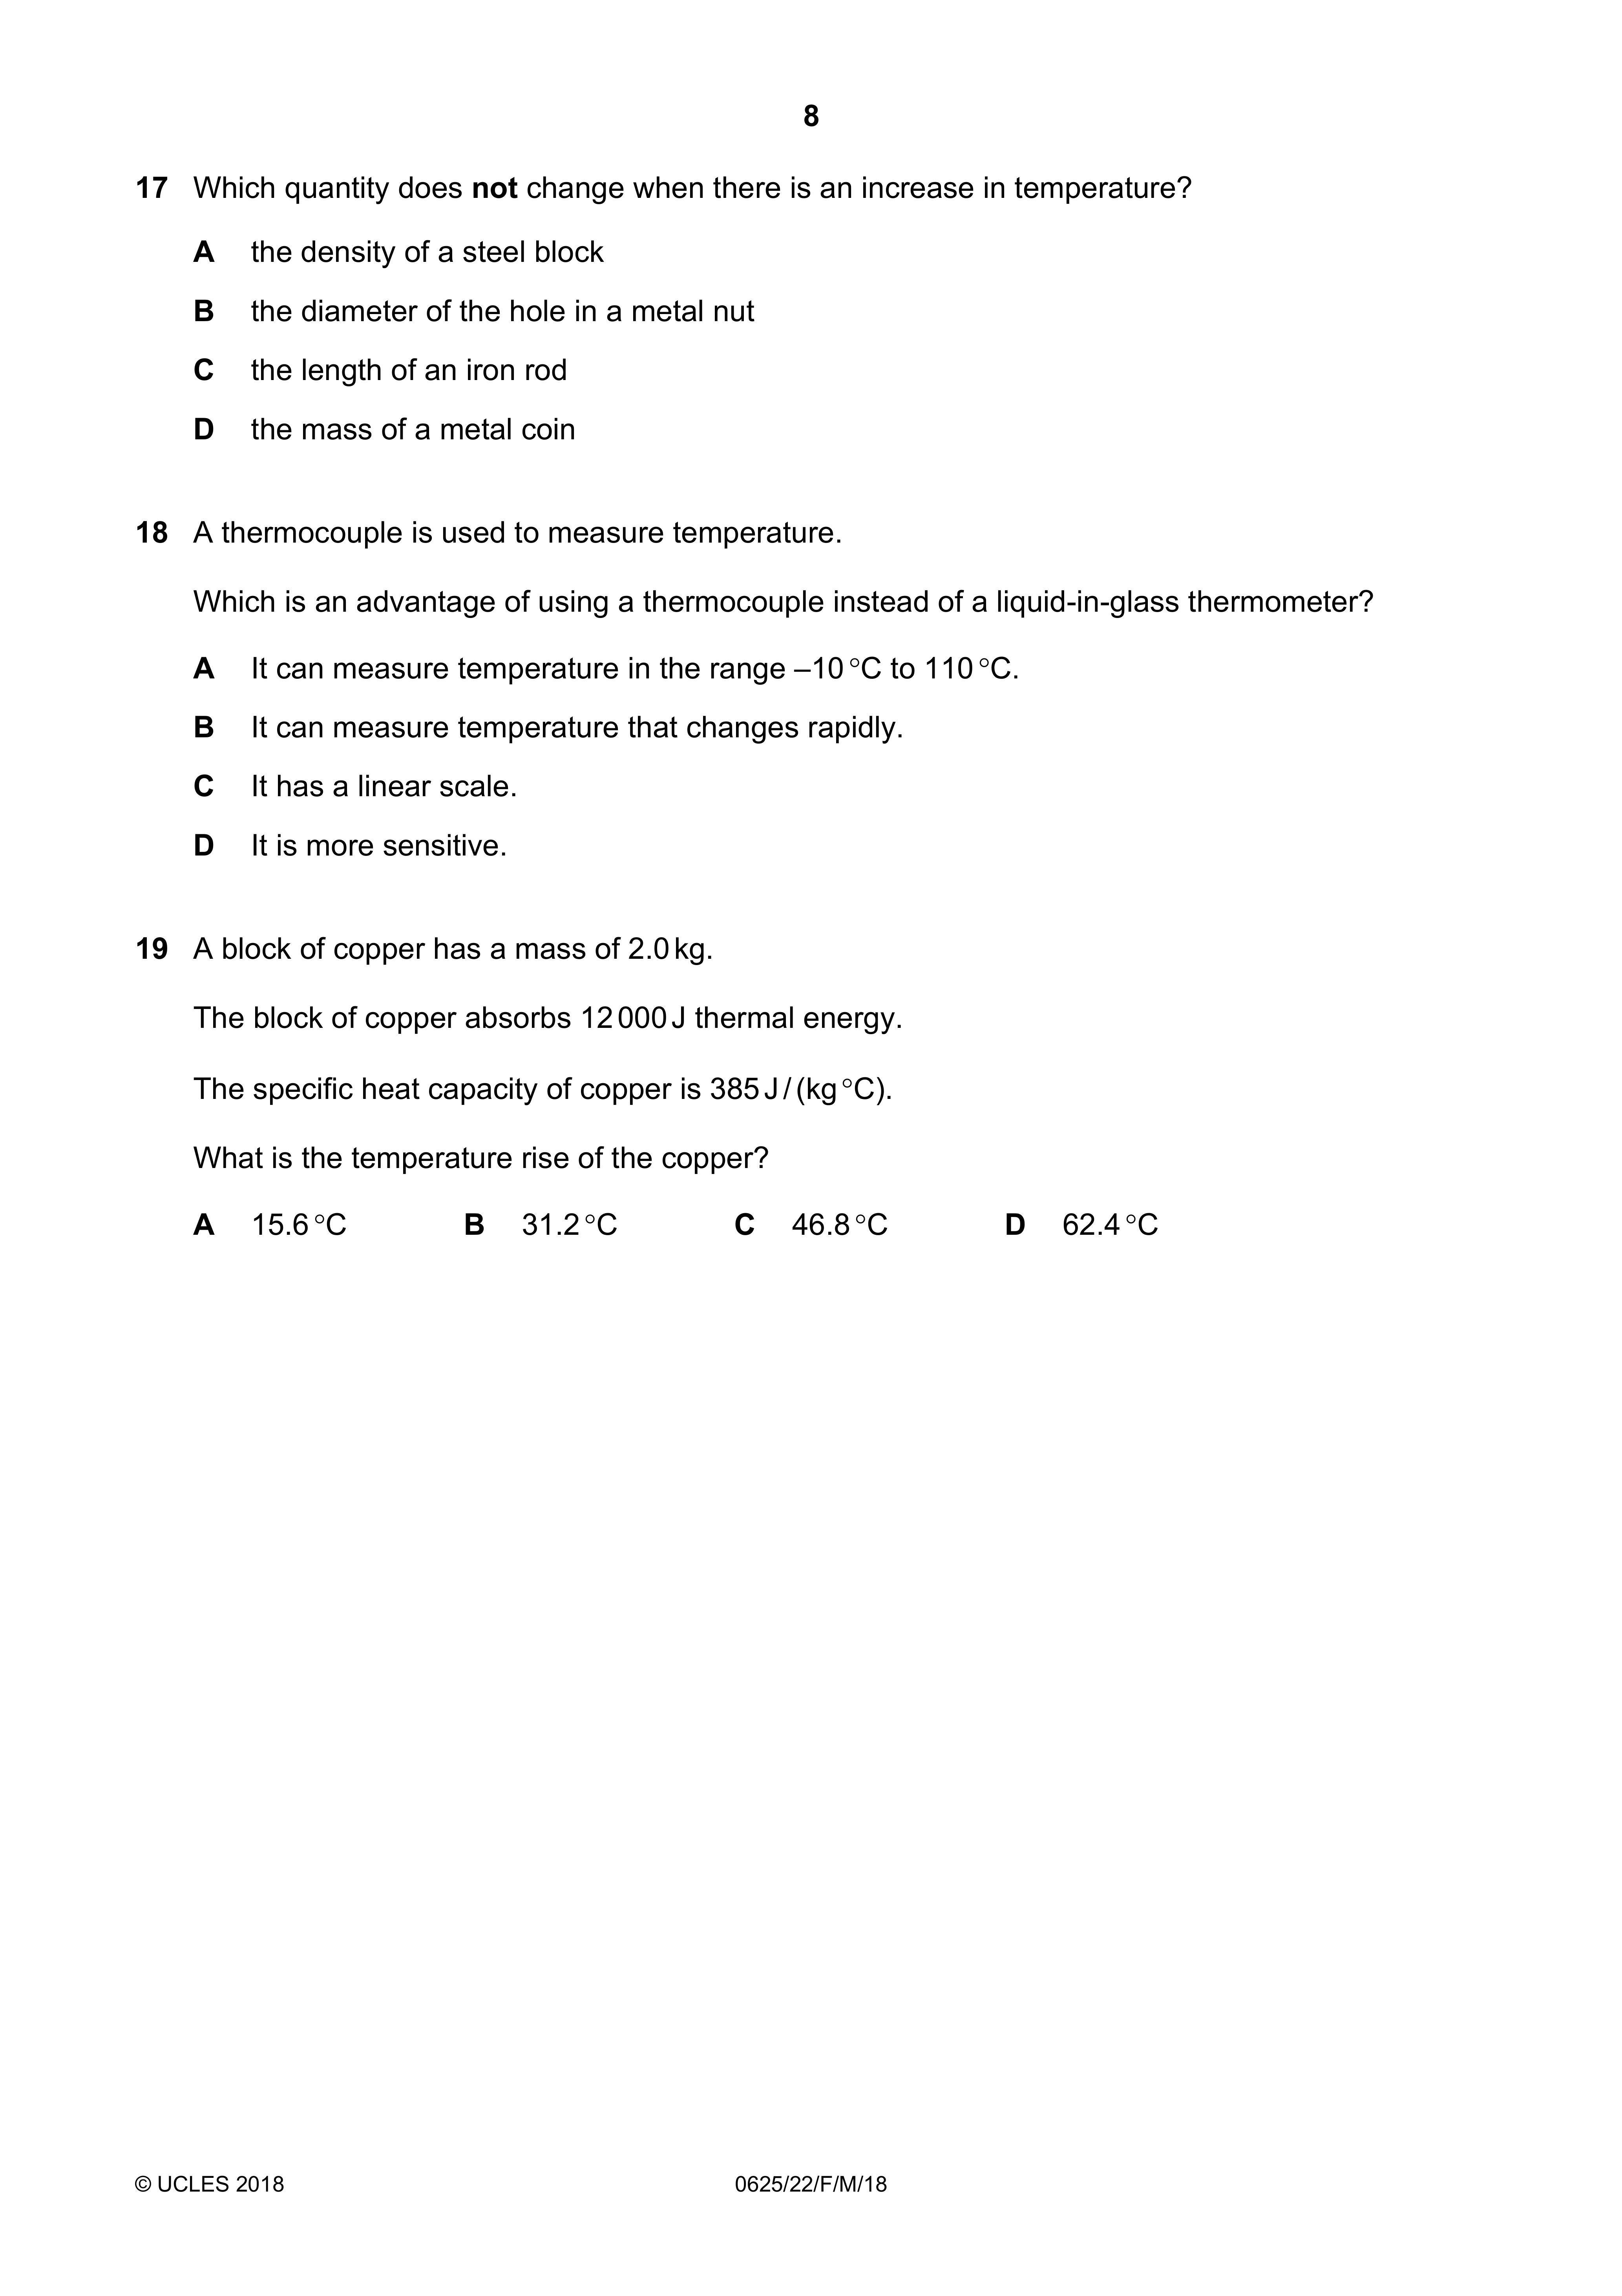 8
17 Which quantity does not change when there is an increase in temperature?
A the density of a steel block
B the diameter of the hole in a metal nut
C the length of an iron rod
D the mass of a metal coin
18 A thermocouple is used to measure temperature.
Which is an advantage of using a thermocouple instead of a liquid-in-glass thermometer?
A It can measure temperature in the range –10 °C to 110 °C.
B It can measure temperature that changes rapidly.
C It has a linear scale.
D It is more sensitive.
19 A block of copper has a mass of 2.0 kg.
The block of copper absorbs 12 000 J thermal energy.
The specific heat capacity of copper is 385 J / (kg °C).
What is the temperature rise of the copper?
A 15.6 °C B 31.2 °C C 46.8 °C D 62.4 °C
© UCLES 2018 0625/22/F/M/18